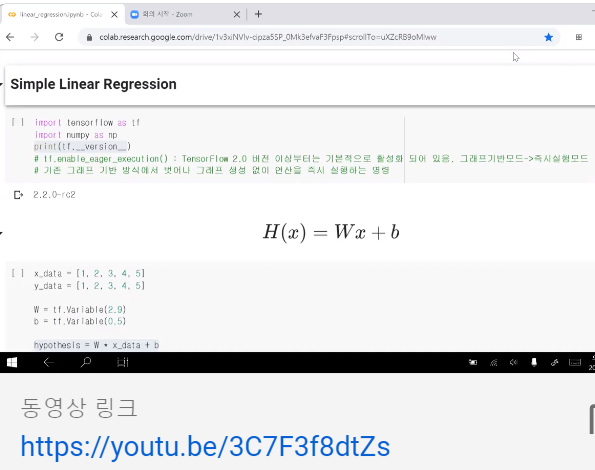 linear_regression.ipynb - Cola
회의 시작 - Zoom
colab.research.google.com/drive/1v3xiNVlv-cipza5SP_0Mk3efvaF3Fpsp#scrollTo=uXZcRB9oMlww
Simple Linear Regression
[ ] import tensorflow as tf
import numpy as np
print(tf.__version__)
# tf.enable_eager_execution() : TensorFlow 2.0 버전 이상부터는 기본적으로 활성화 되어 있음. 그래프기반모드->즉시실행모드
# 기존 그래프 기반 방식에서 벗어나 그래프 생성 없이 연산을 즉시 실행하는 명령
2.2.0-rc2
H(x) = Wx + b
[ ] x_data = [1, 2, 3, 4, 5]
y_data = [1, 2, 3, 4, 5]
W = tf.Variable(2.9)
b = tf.Variable(0.5)
hypothesis = W * x_data + b
동영상 링크
https://youtu.be/3C7F3f8dtZs